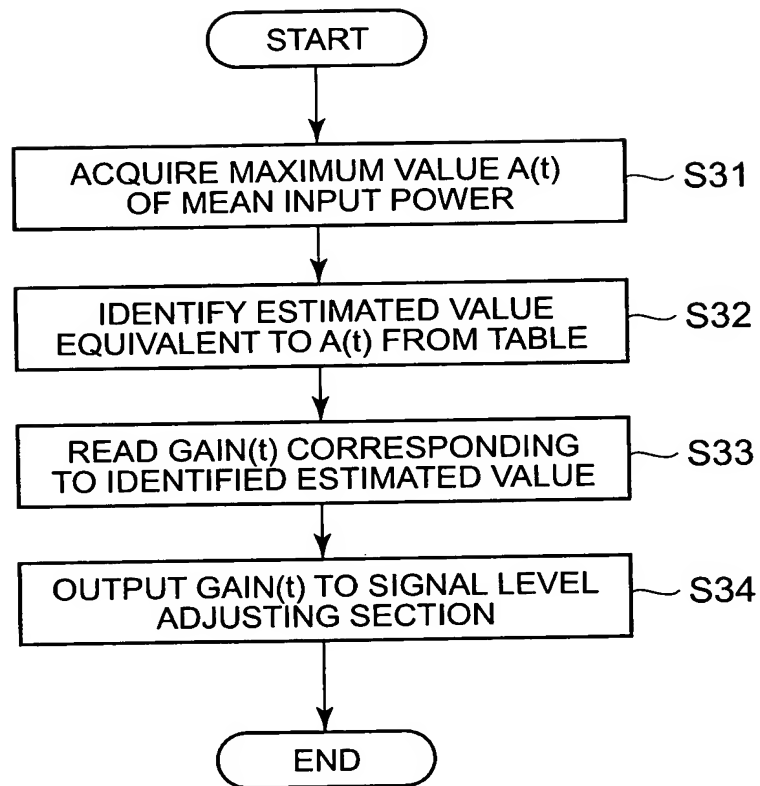 START
ACQUIRE MAXIMUM VALUE A(t)
OF MEAN INPUT POWER
S31
IDENTIFY ESTIMATED VALUE
EQUIVALENT TO A(t) FROM TABLE
S32
READ GAIN(t) CORRESPONDING
TO IDENTIFIED ESTIMATED VALUE
S33
OUTPUT GAIN(t) TO SIGNAL LEVEL
ADJUSTING SECTION
S34
END